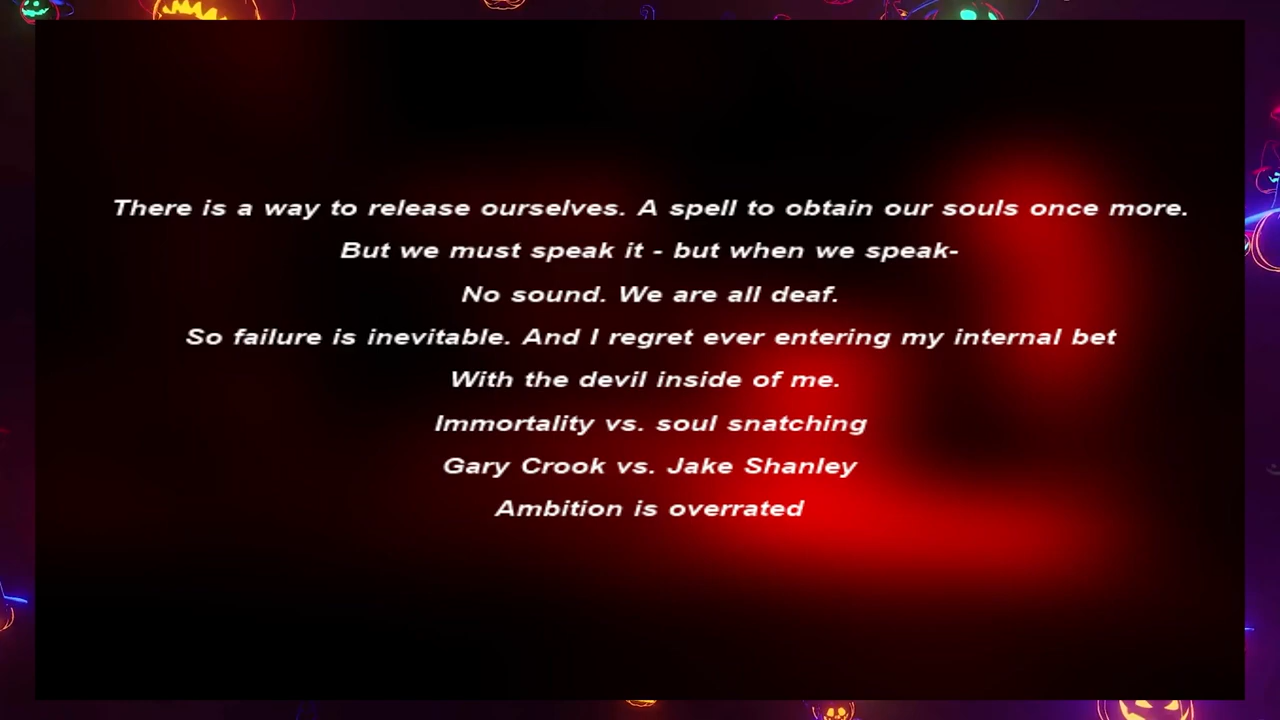 There is a way to release ourselves. A spell to obtain our souls once more.
But we must speak it - but when we speak-
No sound. We are all deaf.
So failure is inevitable. And I regret ever entering my internal bet
With the devil inside of me.
Immortality vs. soul snatching
Gary Crook vs. Jake Shanley
Ambition is overrated